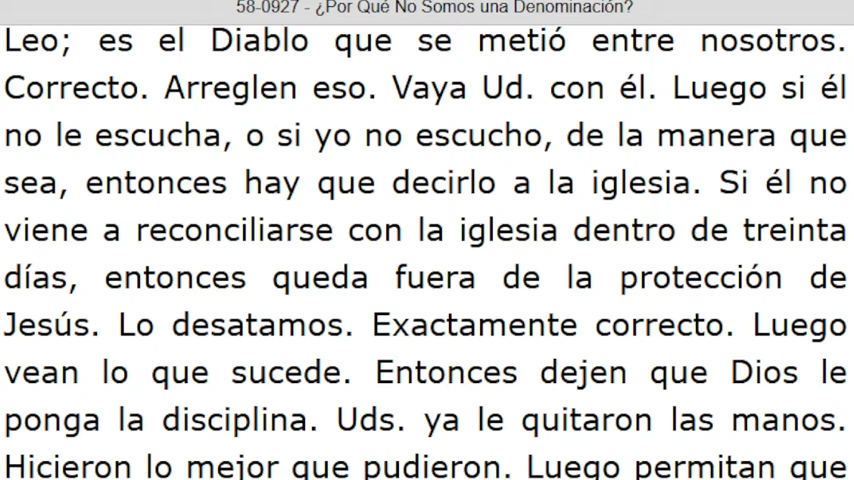 58-0927 - ¿Por Qué No Somos una Denominación?
Leo; es el Diablo que se metió entre nosotros.
Correcto. Arreglen eso. Vaya Ud. con él. Luego si él
no le escucha, o si yo no escucho, de la manera que
sea, entonces hay que decirlo a la iglesia. Si él no
viene a reconciliarse con la iglesia dentro de treinta
días, entonces queda fuera de la protección de
Jesús. Lo desatamos. Exactamente correcto. Luego
vean lo que sucede. Entonces dejen que Dios le
ponga la disciplina. Uds. ya le quitaron las manos.
Hicieron lo mejor que pudieron. Luego permitan que